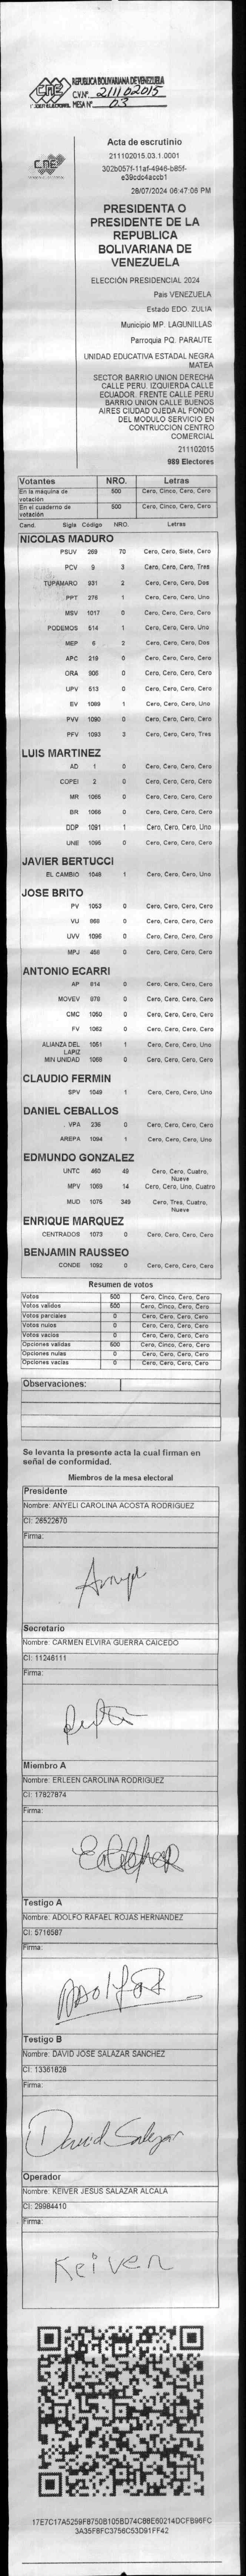 REPUBLICA BOLIVARIANA DE VENEZUELA
C.V.Nº. 211102015
MESA Nº 03
CNE
PODER ELECTORAL
CNE
Acta de escrutinio
211102015.03.1.0001
302b057f-11af-4946-b85f-
e39cdc4accb1
28/07/2024 06:47:06 PM
PRESIDENTA O
PRESIDENTE DE LA
REPUBLICA
BOLIVARIANA DE
VENEZUELA
ELECCIÓN PRESIDENCIAL 2024
Pais VENEZUELA
Estado EDO. ZULIA
Municipio MP. LAGUNILLAS
Parroquia PQ. PARAUTE
UNIDAD EDUCATIVA ESTADAL NEGRA
MATEA
SECTOR BARRIO UNION DERECHA
CALLE PERU. IZQUIERDA CALLE
ECUADOR. FRENTE CALLE PERU
BARRIO UNION CALLE BUENOS
AIRES CIUDAD OJEDA AL FONDO
DEL MODULO SERVICIO EN
CONTRUCCION CENTRO
COMERCIAL
211102015
989 Electores
Votantes NRO. Letras
En la máquina de votación 500 Cero, Cinco, Cero, Cero
En el cuaderno de votación 500 Cero, Cinco, Cero, Cero
Cand. Sigla Código NRO. Letras
NICOLAS MADURO
PSUV 269 70 Cero, Cero, Siete, Cero
PCV 9 3 Cero, Cero, Cero, Tres
TUPAMARO 931 2 Cero, Cero, Cero, Dos
PPT 276 1 Cero, Cero, Cero, Uno
MSV 1017 0 Cero, Cero, Cero, Cero
PODEMOS 514 1 Cero, Cero, Cero, Uno
MEP 6 2 Cero, Cero, Cero, Dos
APC 219 0 Cero, Cero, Cero, Cero
ORA 906 0 Cero, Cero, Cero, Cero
UPV 513 0 Cero, Cero, Cero, Cero
EV 1089 1 Cero, Cero, Cero, Uno
PVV 1090 0 Cero, Cero, Cero, Cero
PFV 1093 3 Cero, Cero, Cero, Tres
LUIS MARTINEZ
AD 1 0 Cero, Cero, Cero, Cero
COPEI 2 0 Cero, Cero, Cero, Cero
MR 1066 0 Cero, Cero, Cero, Cero
BR 1065 0 Cero, Cero, Cero, Cero
DDP 1091 1 Cero, Cero, Cero, Uno
UNE 1095 0 Cero, Cero, Cero, Cero
JAVIER BERTUCCI
EL CAMBIO 1048 1 Cero, Cero, Cero, Uno
JOSE BRITO
PV 1053 0 Cero, Cero, Cero, Cero
VU 968 0 Cero, Cero, Cero, Cero
UVV 1096 0 Cero, Cero, Cero, Cero
MPJ 456 0 Cero, Cero, Cero, Cero
ANTONIO ECARRI
AP 814 0 Cero, Cero, Cero, Cero
MOVEV 978 0 Cero, Cero, Cero, Cero
CMC 1050 0 Cero, Cero, Cero, Cero
FV 1062 0 Cero, Cero, Cero, Cero
ALIANZA DEL LAPIZ 1051 1 Cero, Cero, Cero, Uno
MIN UNIDAD 1068 0 Cero, Cero, Cero, Cero
CLAUDIO FERMIN
SPV 1049 1 Cero, Cero, Cero, Uno
DANIEL CEBALLOS
VPA 236 0 Cero, Cero, Cero, Cero
AREPA 1094 1 Cero, Cero, Cero, Uno
EDMUNDO GONZALEZ
UNTC 460 49 Cero, Cero, Cuatro, Nueve
MPV 1069 14 Cero, Cero, Uno, Cuatro
MUD 1075 349 Cero, Tres, Cuatro, Nueve
ENRIQUE MARQUEZ
CENTRADOS 1073 0 Cero, Cero, Cero, Cero
BENJAMIN RAUSSEO
CONDE 1092 0 Cero, Cero, Cero, Cero
Resumen de votos
Votos 500 Cero, Cinco, Cero, Cero
Votos validos 500 Cero, Cinco, Cero, Cero
Votos parciales 0 Cero, Cero, Cero, Cero
Votos nulos 0 Cero, Cero, Cero, Cero
Votos vacios 0 Cero, Cero, Cero, Cero
Opciones validas 500 Cero, Cinco, Cero, Cero
Opciones nulas 0 Cero, Cero, Cero, Cero
Opciones vacias 0 Cero, Cero, Cero, Cero
Observaciones:
Se levanta la presente acta la cual firman en
señal de conformidad.
Miembros de la mesa electoral
Presidente
Nombre: ANYELI CAROLINA ACOSTA RODRIGUEZ
CI: 26522670
Firma:
Secretario
Nombre: CARMEN ELVIRA GUERRA CAICEDO
CI: 11246111
Firma:
Miembro A
Nombre: ERLEEN CAROLINA RODRIGUEZ
CI: 17827874
Firma:
Testigo A
Nombre: ADOLFO RAFAEL ROJAS HERNANDEZ
CI: 5716587
Firma:
Testigo B
Nombre: DAVID JOSE SALAZAR SANCHEZ
CI: 13361828
Firma:
David Salazar
Operador
Nombre: KEIVER JESUS SALAZAR ALCALA
CI: 29984410
Firma:
Keiver
17E7C17A5259F8750B105BD74C8BE60214DCFB96FC
3A35FBFC3756C53D91FF42